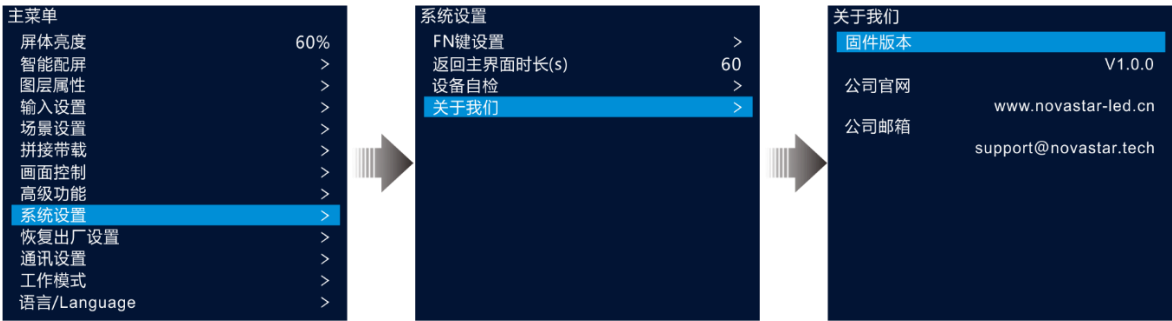 主菜单
屏体亮度 60%
智能配屏 >
图层属性 >
输入设置 >
场景设置 >
拼接带载 >
画面控制 >
高级功能 >
系统设置 >
恢复出厂设置 >
通讯设置 >
工作模式 >
语言/Language >
系统设置
FN键设置 >
返回主界面时长(s) 60
设备自检 >
关于我们 >
关于我们
固件版本
V1.0.0
公司官网
www.novastar-led.cn
公司邮箱
support@novastar.tech